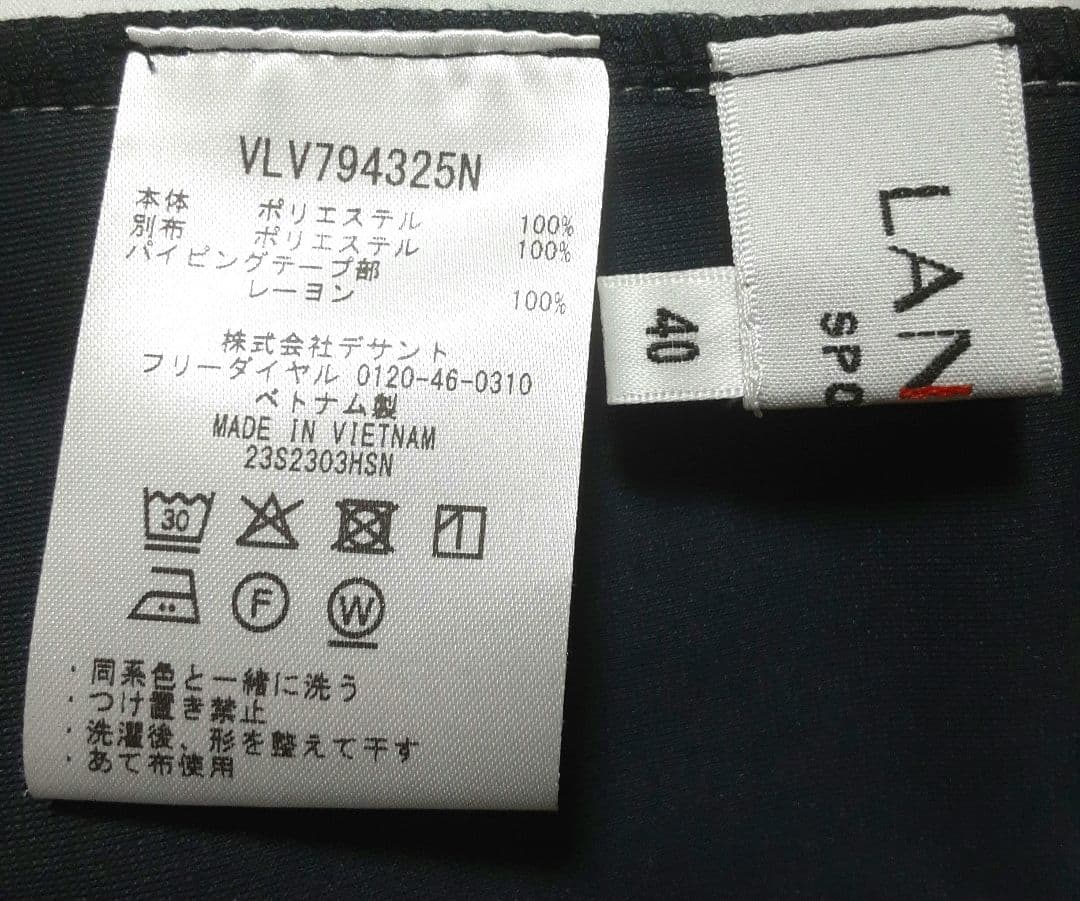 VLV794325N
本体 ポリエステル 100%
別布 ポリエステル 100%
パイピングテープ部
レーヨン 100%
株式会社デサント
フリーダイヤル 0120-46-0310
ベトナム製
MADE IN VIETNAM
23S2303HSN
30
F W
・同系色と一緒に洗う
・つけ置き禁止
・洗濯後、形を整えて干す
・あて布使用
40
LAN
SPO